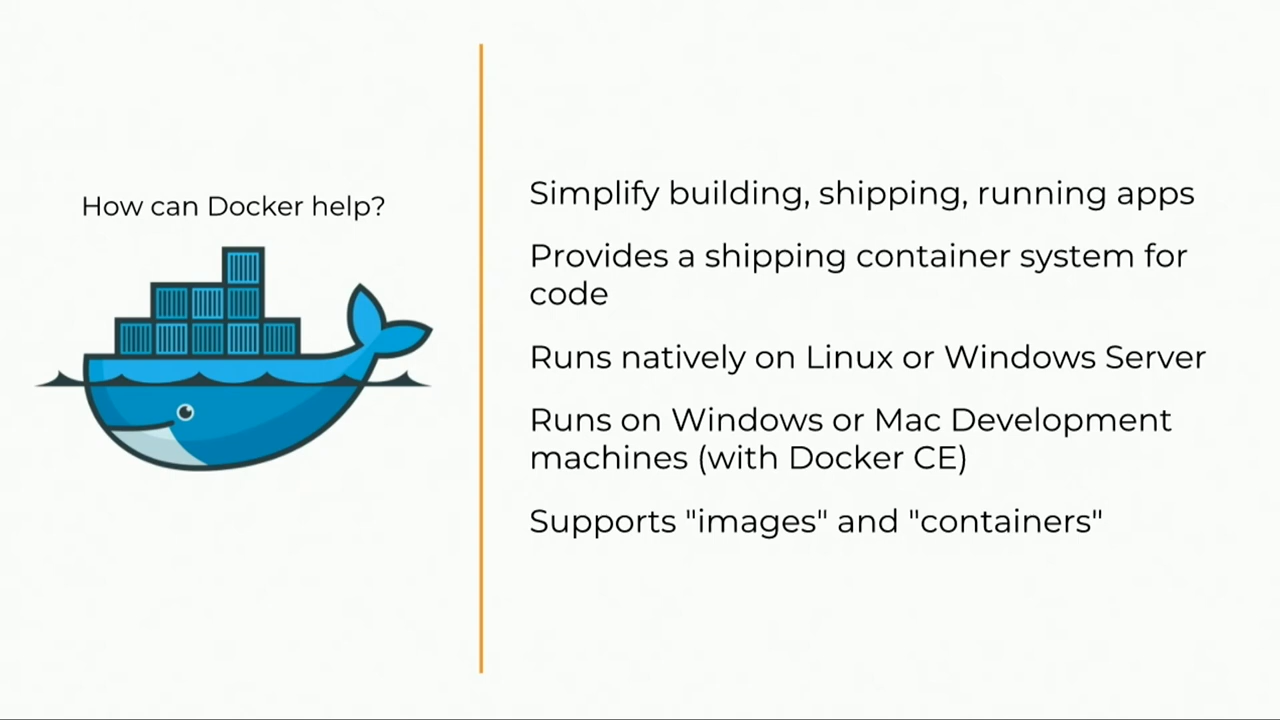 How can Docker help?
Simplify building, shipping, running apps
Provides a shipping container system for
code
Runs natively on Linux or Windows Server
Runs on Windows or Mac Development
machines (with Docker CE)
Supports "images" and "containers"